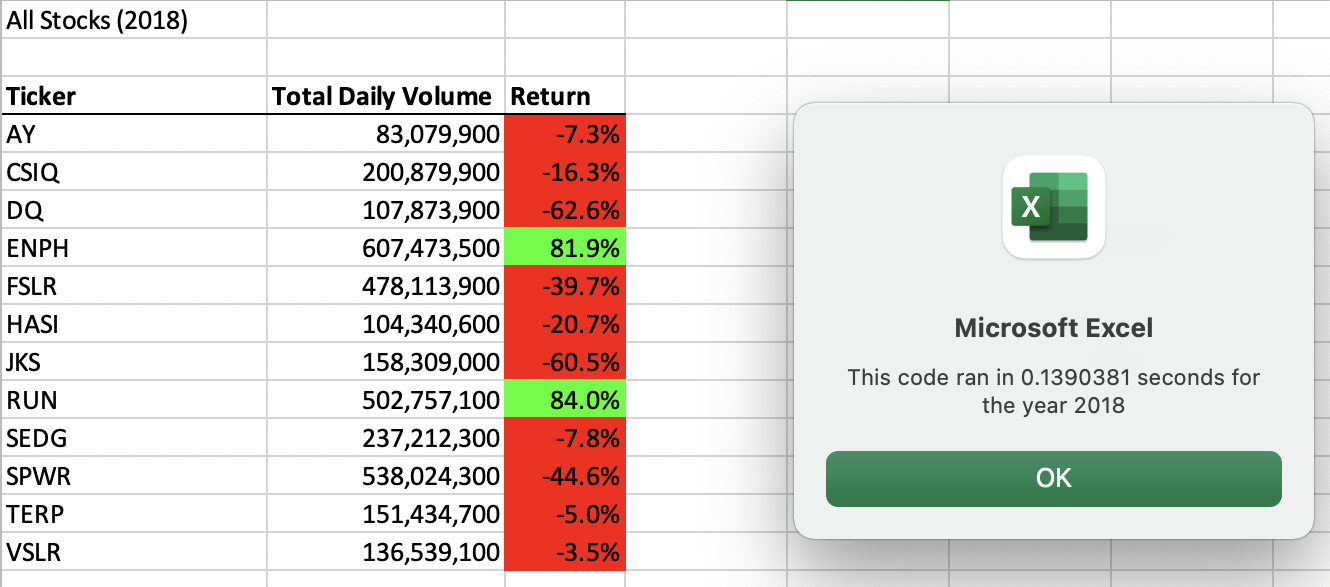 All Stocks (2018)
Ticker Total Daily Volume Return
AY 83,079,900 -7.3%
CSIQ 200,879,900 -16.3%
DQ 107,873,900 -62.6%
ENPH 607,473,500 81.9%
FSLR 478,113,900 -39.7%
HASI 104,340,600 -20.7%
JKS 158,309,000 -60.5%
RUN 502,757,100 84.0%
SEDG 237,212,300 -7.8%
SPWR 538,024,300 -44.6%
TERP 151,434,700 -5.0%
VSLR 136,539,100 -3.5%
X
Microsoft Excel
This code ran in 0.1390381 seconds for
the year 2018
OK